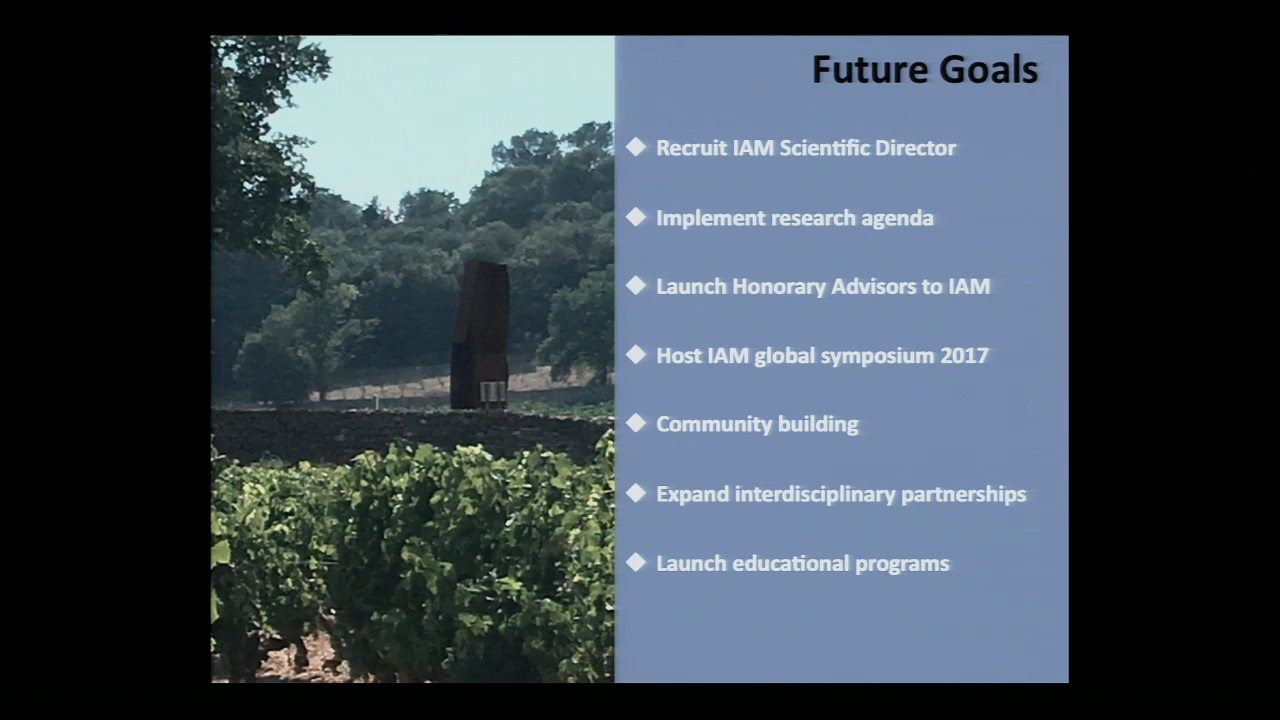 Future Goals
Recruit IAM Scientific Director
Implement research agenda
Launch Honorary Advisors to IAM
Host IAM global symposium 2017
Community building
Expand interdisciplinary partnerships
Launch educational programs